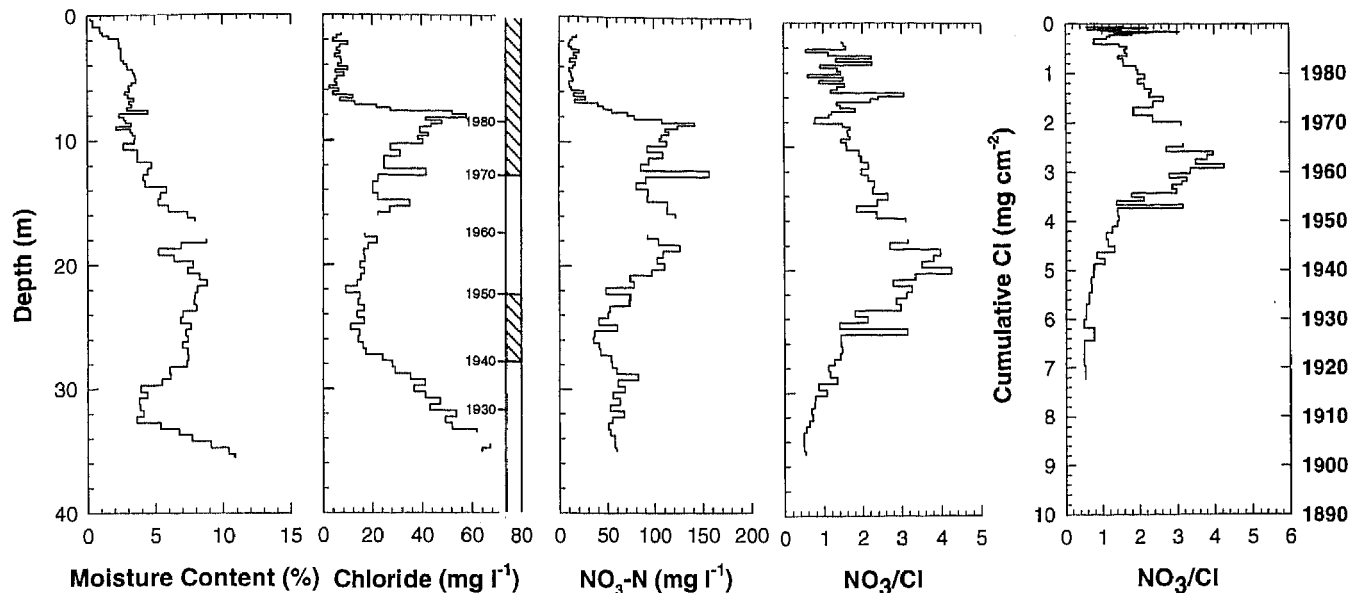 0
10
20
30
40
Depth (m)
0 5 10 15
Moisture Content (%)
1980
1970
1960
1950
1940
1930
0 20 40 60 80
Chloride (mg l⁻¹)
0 50 100 150 200
NO₃-N (mg l⁻¹)
0 1 2 3 4 5
NO₃/Cl
Cumulative Cl (mg cm⁻²)
0
1
2
3
4
5
6
7
8
9
10
0 1 2 3 4 5 6
NO₃/Cl
1980
1970
1960
1950
1940
1930
1920
1910
1900
1890